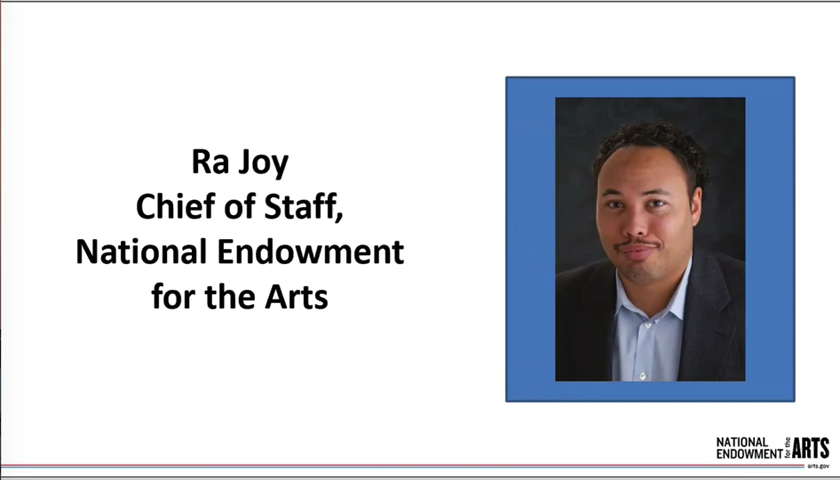 Ra Joy
Chief of Staff,
National Endowment
for the Arts
NATIONAL
ENDOWMENT
for the
ARTS
arts.gov